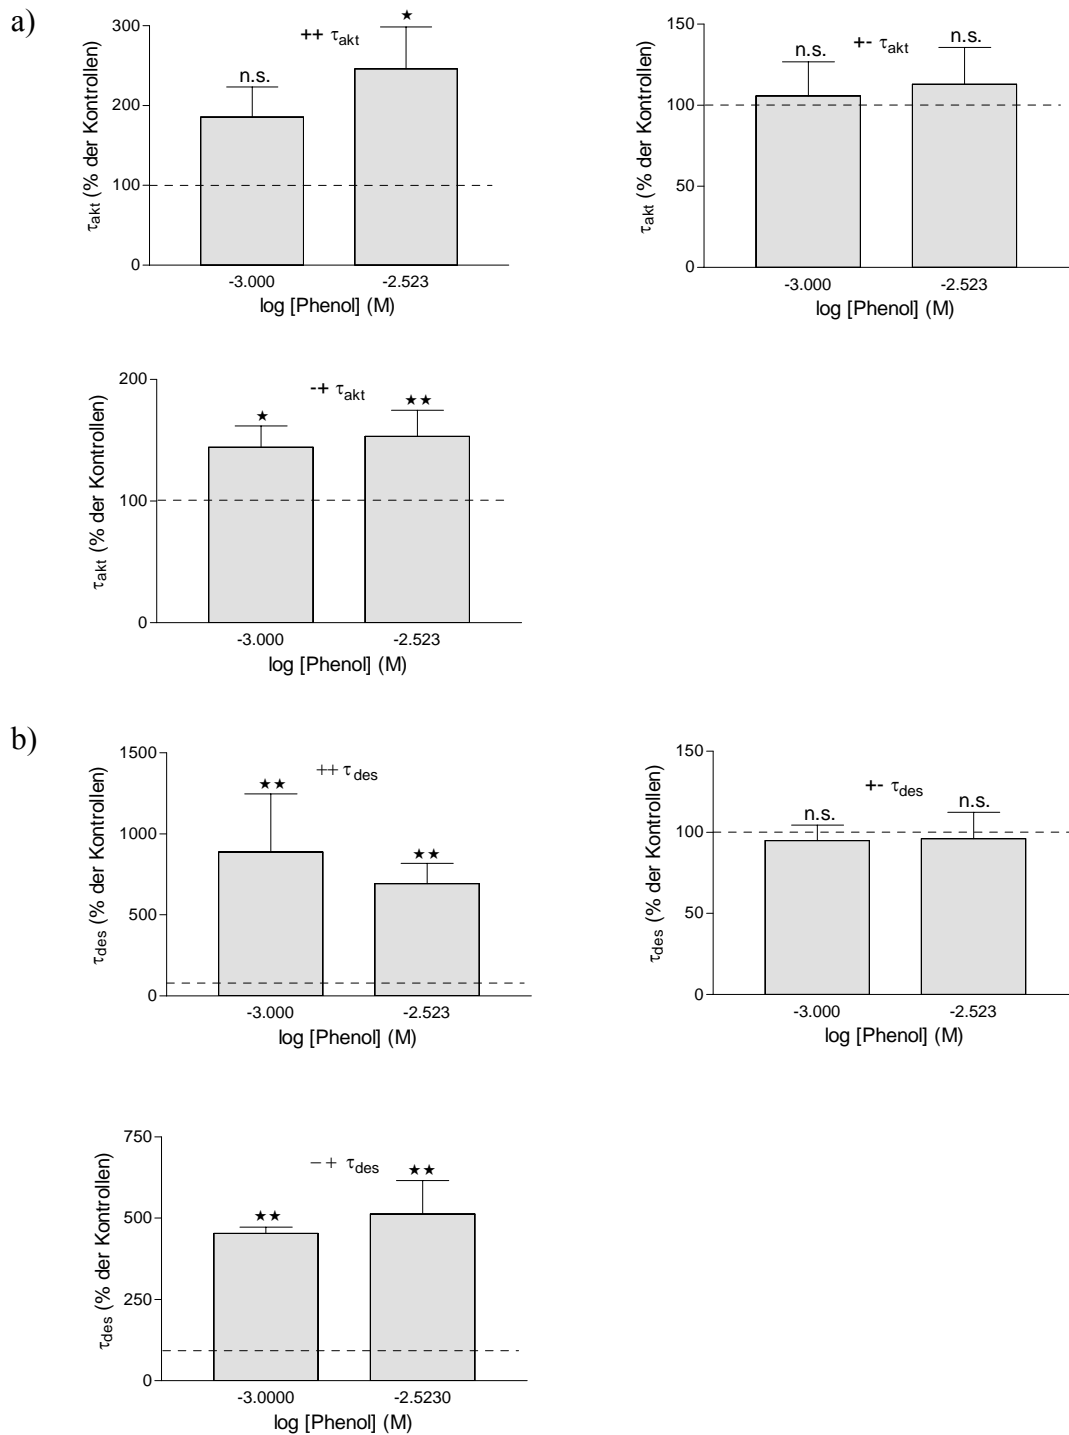 a)
++ τakt
τakt (% der Kontrollen)
300
200
100
0
n.s.
★
-3.000 -2.523
log [Phenol] (M)
+- τakt
τakt (% der Kontrollen)
150
100
50
0
n.s. n.s.
-3.000 -2.523
log [Phenol] (M)
-+ τakt
τakt (% der Kontrollen)
200
100
0
★ ★★
-3.000 -2.523
log [Phenol] (M)
b)
++ τdes
τdes (% der Kontrollen)
1500
1000
500
0
★★ ★★
-3.000 -2.523
log [Phenol] (M)
+- τdes
τdes (% der Kontrollen)
150
100
50
0
n.s. n.s.
-3.000 -2.523
log [Phenol] (M)
−+ τdes
τdes (% der Kontrollen)
750
500
250
0
★★ ★★
-3.0000 -2.5230
log [Phenol] (M)